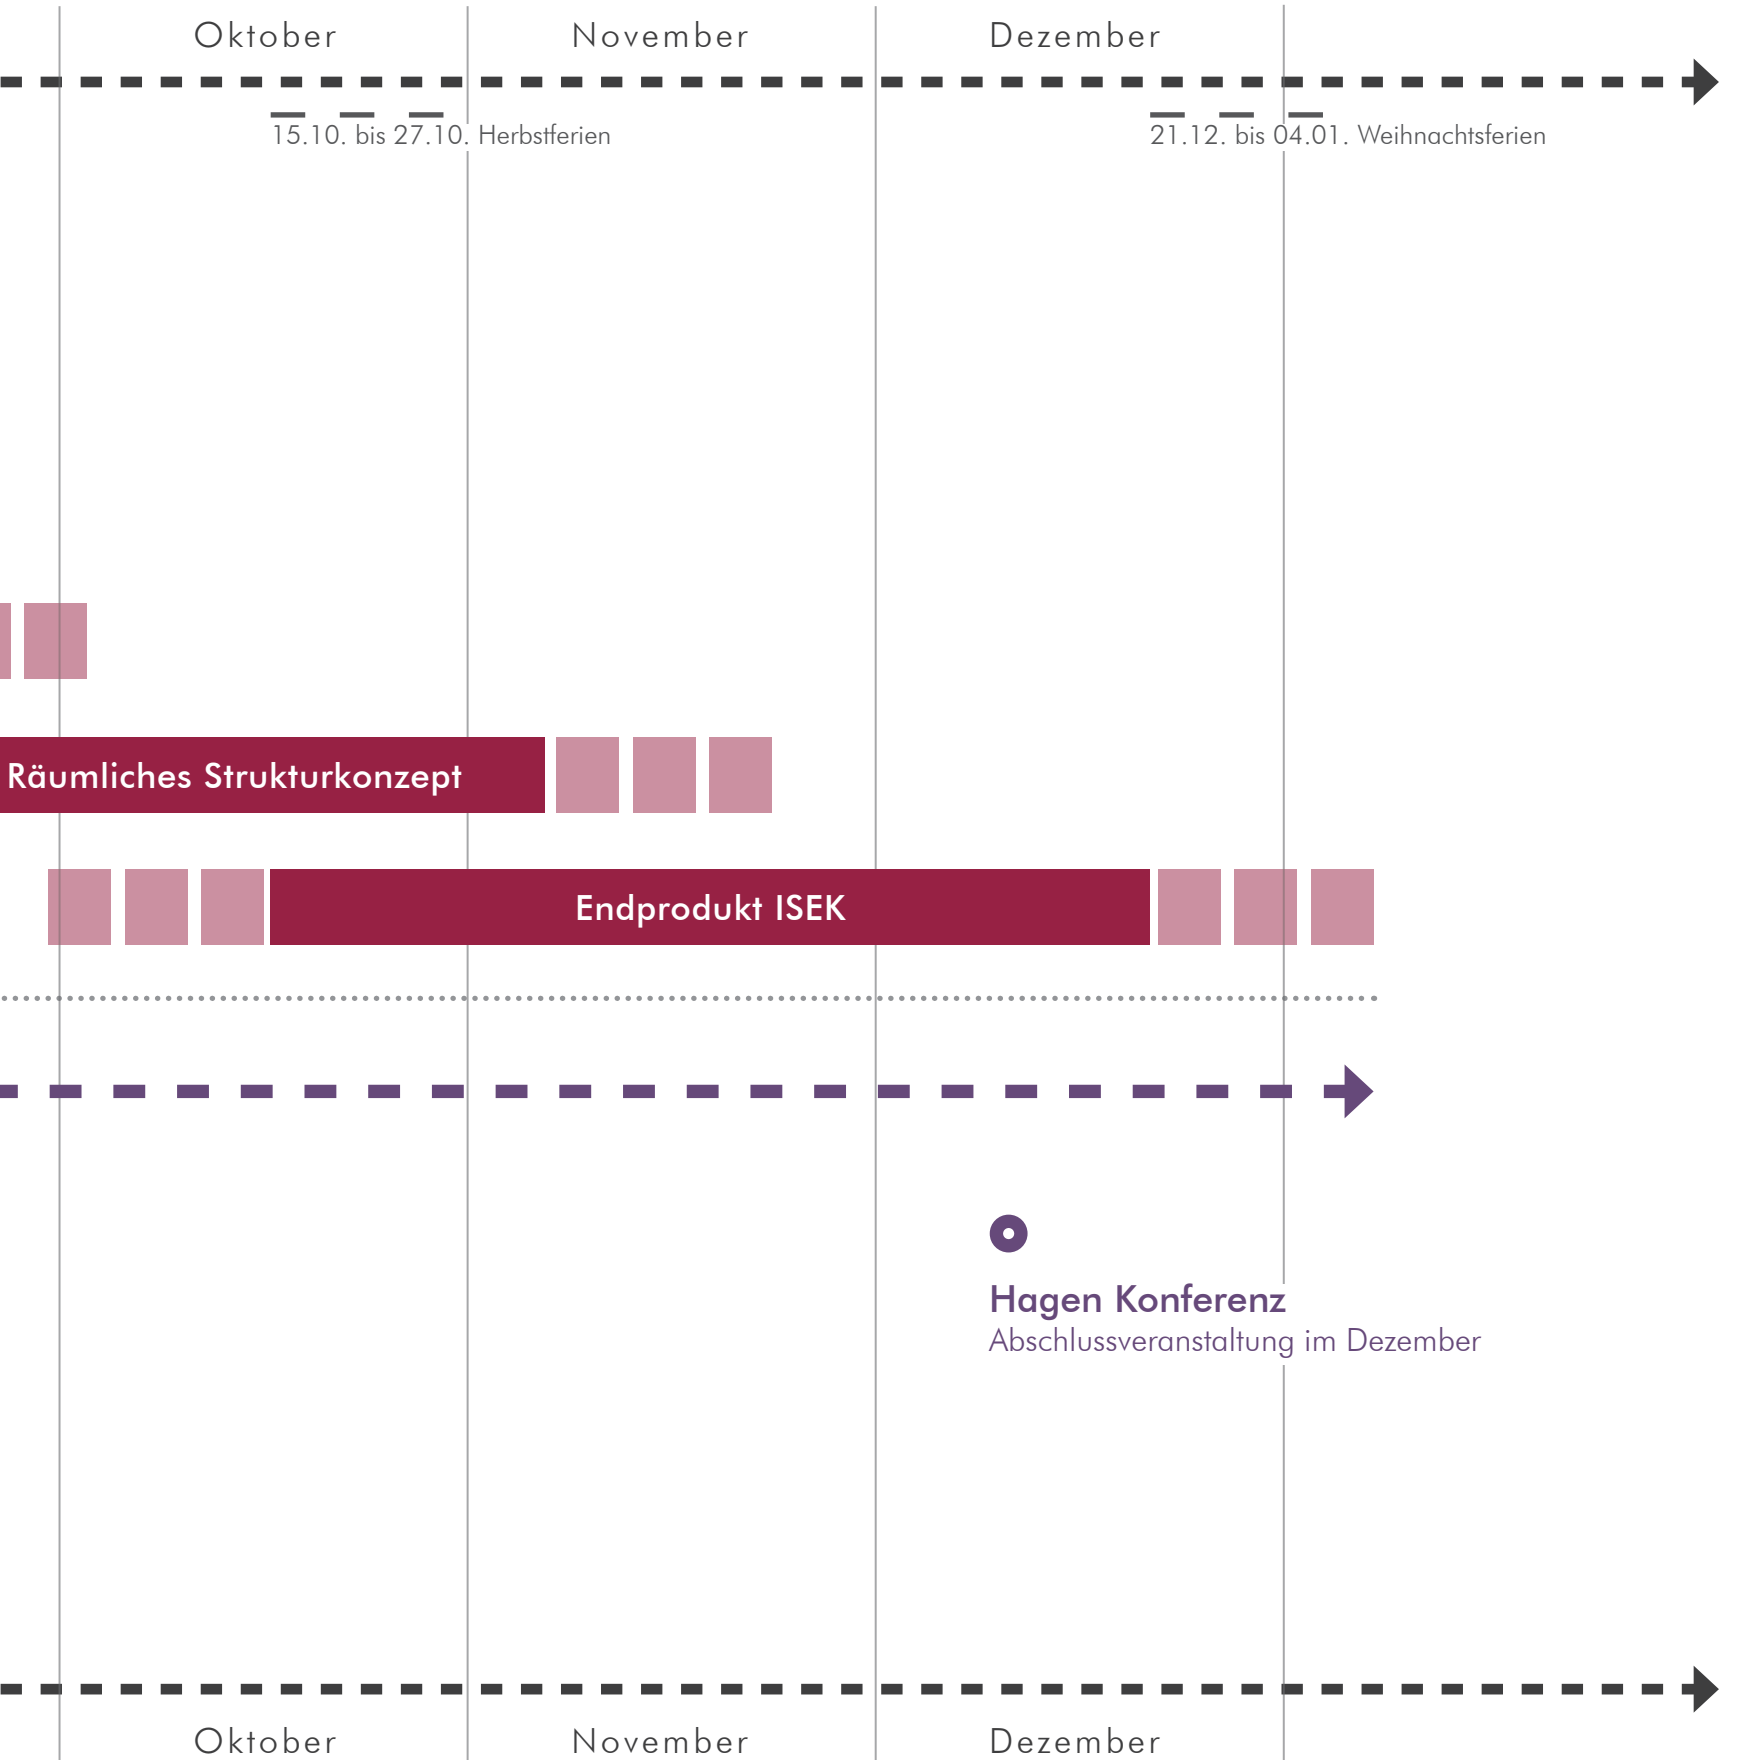 Oktober November Dezember
15.10. bis 27.10. Herbstferien 21.12. bis 04.01. Weihnachtsferien
Räumliches Strukturkonzept
Endprodukt ISEK
Hagen Konferenz
Abschlussveranstaltung im Dezember
Oktober November Dezember